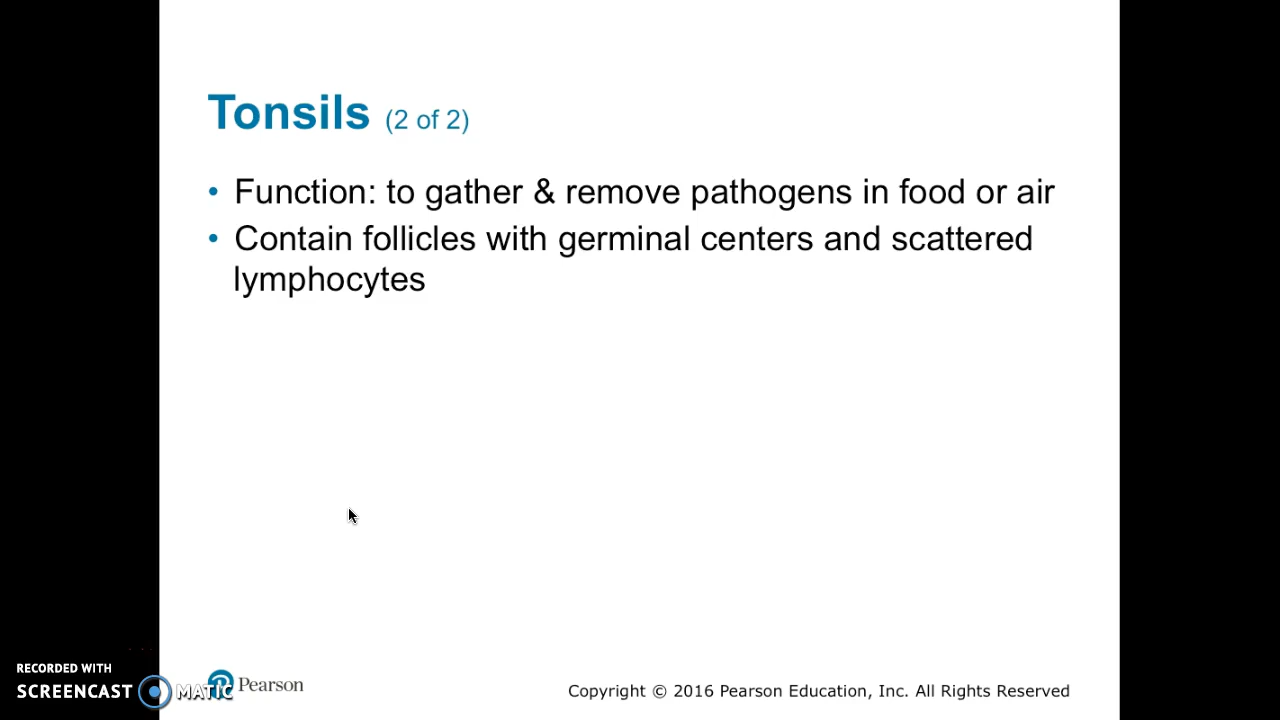 Tonsils (2 of 2)
• Function: to gather & remove pathogens in food or air
• Contain follicles with germinal centers and scattered
lymphocytes
RECORDED WITH
SCREENCAST MATIC
Pearson
Copyright © 2016 Pearson Education, Inc. All Rights Reserved